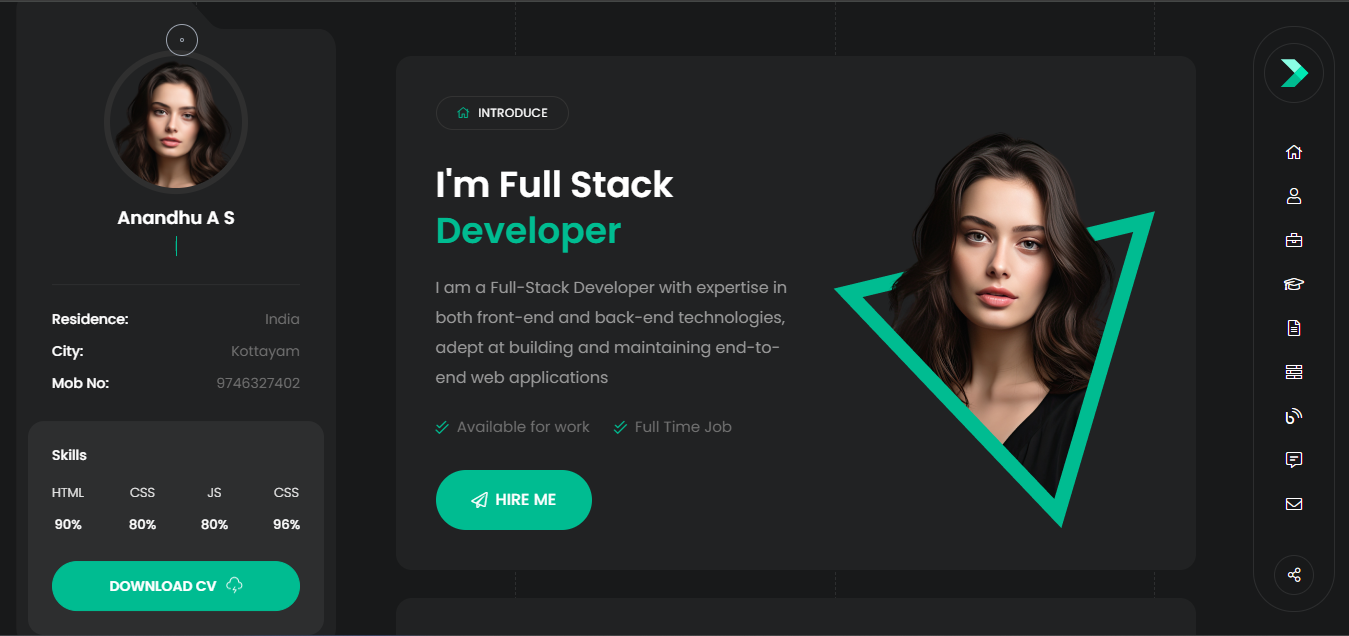 Anandhu A S
Residence: India
City: Kottayam
Mob No: 9746327402
Skills
HTML CSS JS CSS
90% 80% 80% 96%
DOWNLOAD CV
INTRODUCE
I'm Full Stack
Developer
I am a Full-Stack Developer with expertise in
both front-end and back-end technologies,
adept at building and maintaining end-to-
end web applications
Available for work Full Time Job
HIRE ME